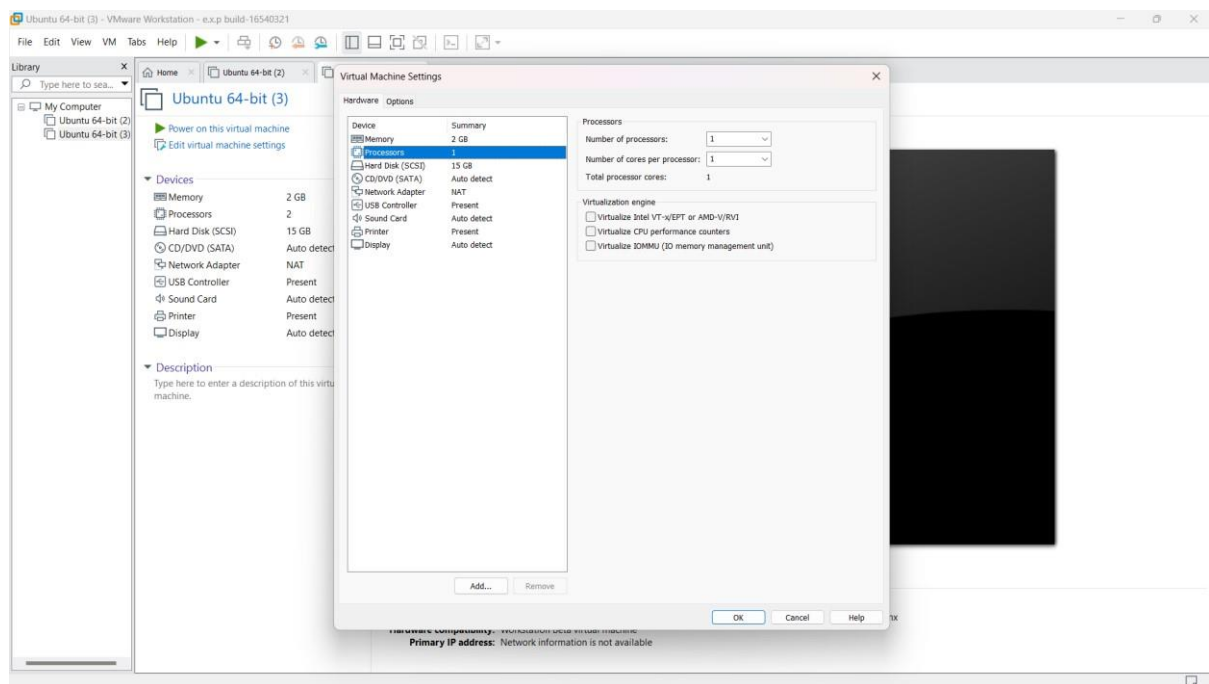 Ubuntu 64-bit (3) - VMware Workstation - e.x.p build-16540321
File Edit View VM Tabs Help
Library X
Type here to sea...
My Computer
Ubuntu 64-bit (2)
Ubuntu 64-bit (3)
Home
Ubuntu 64-bit (2)
Ubuntu 64-bit (3)
Power on this virtual machine
Edit virtual machine settings
Devices
Memory 2 GB
Processors 2
Hard Disk (SCSI) 15 GB
CD/DVD (SATA) Auto detect
Network Adapter NAT
USB Controller Present
Sound Card Auto detect
Printer Present
Display Auto detect
Description
Type here to enter a description of this virtu
machine.
Virtual Machine Settings
Hardware Options
Device Summary
Memory 2 GB
Processors 1
Hard Disk (SCSI) 15 GB
CD/DVD (SATA) Auto detect
Network Adapter NAT
USB Controller Present
Sound Card Auto detect
Printer Present
Display Auto detect
Add... Remove
Processors
Number of processors: 1
Number of cores per processor: 1
Total processor cores: 1
Virtualization engine
Virtualize Intel VT-x/EPT or AMD-V/RVI
Virtualize CPU performance counters
Virtualize IOMMU (IO memory management unit)
OK Cancel Help
Hardware compatibility: Workstation Beta virtual machine
Primary IP address: Network information is not available